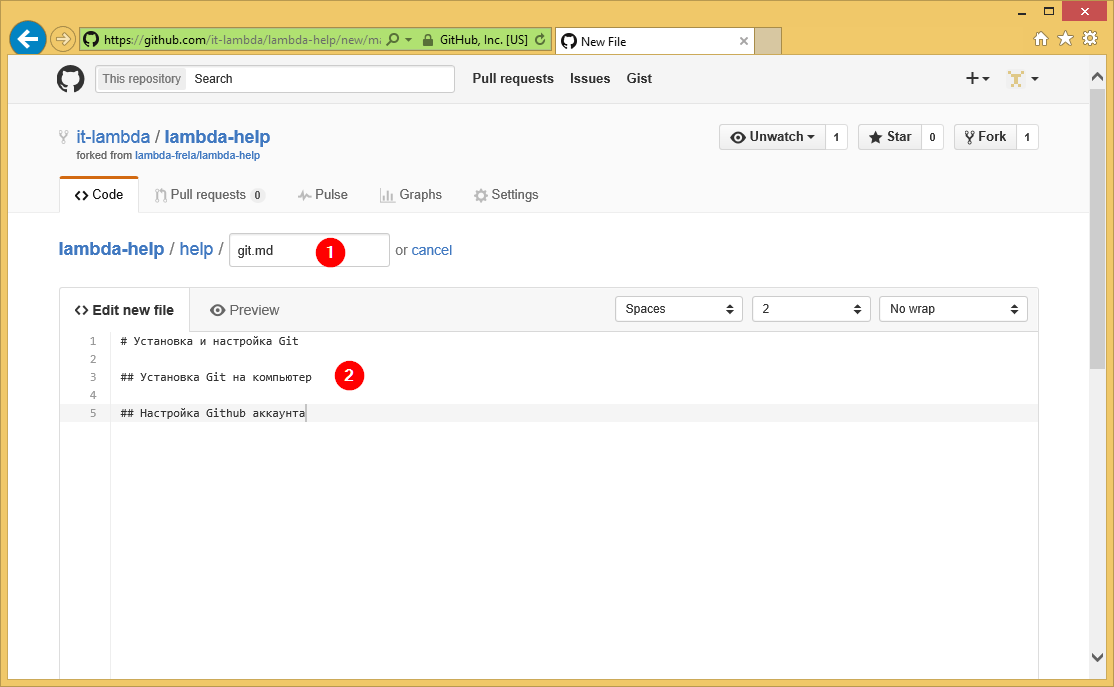 https://github.com/it-lambda/lambda-help/new/ma GitHub, Inc. [US] New File
This repository Search Pull requests Issues Gist
it-lambda / lambda-help Unwatch 1 Star 0 Fork 1
forked from lambda-frela/lambda-help
Code Pull requests 0 Pulse Graphs Settings
lambda-help / help / git.md 1 or cancel
Edit new file Preview Spaces 2 No wrap
1 # Установка и настройка Git
2
3 ## Установка Git на компьютер 2
4
5 ## Настройка Github аккаунта